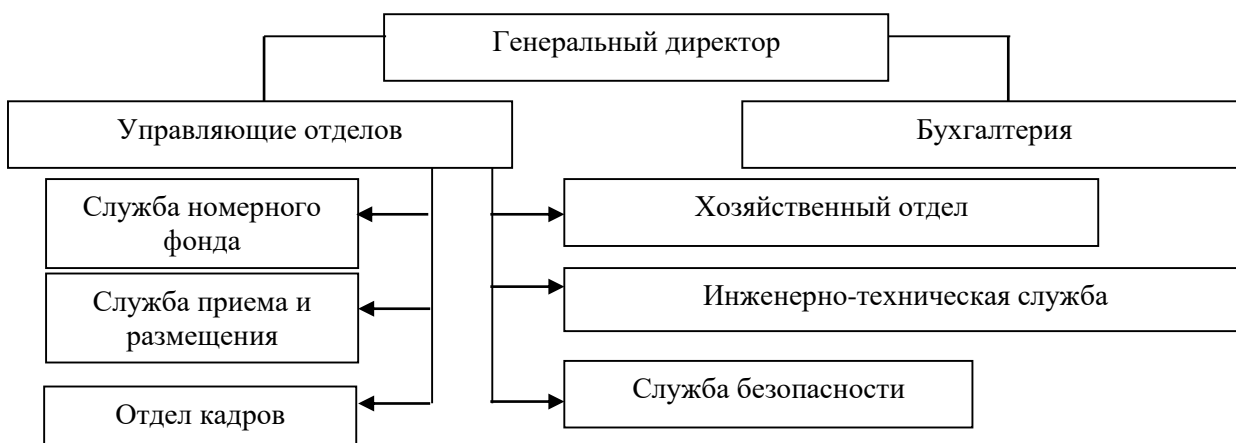 Генеральный директор
Управляющие отделов
Бухгалтерия
Служба номерного
фонда
Хозяйственный отдел
Служба приема и
размещения
Инженерно-техническая служба
Отдел кадров
Служба безопасности